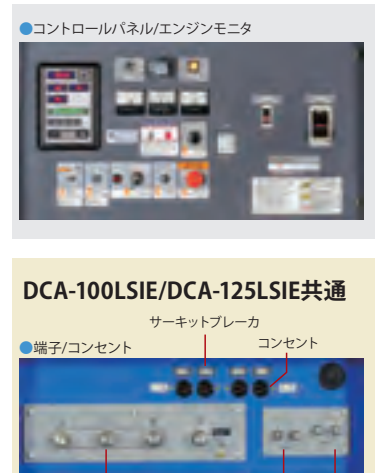 ●コントロールパネル/エンジンモニタ
DCA-100LSIE/DCA-125LSIE共通
サーキットブレーカ
●端子/コンセント
コンセント